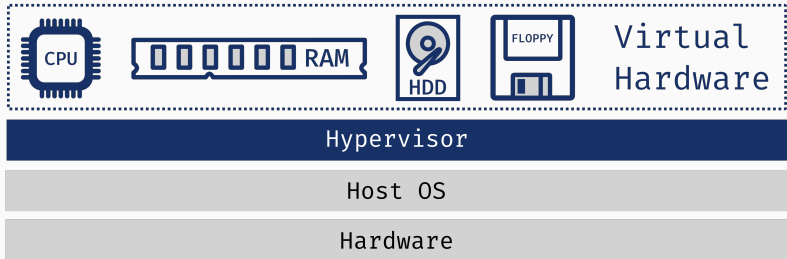 CPU
RAM
HDD
FLOPPY
Virtual
Hardware
Hypervisor
Host OS
Hardware